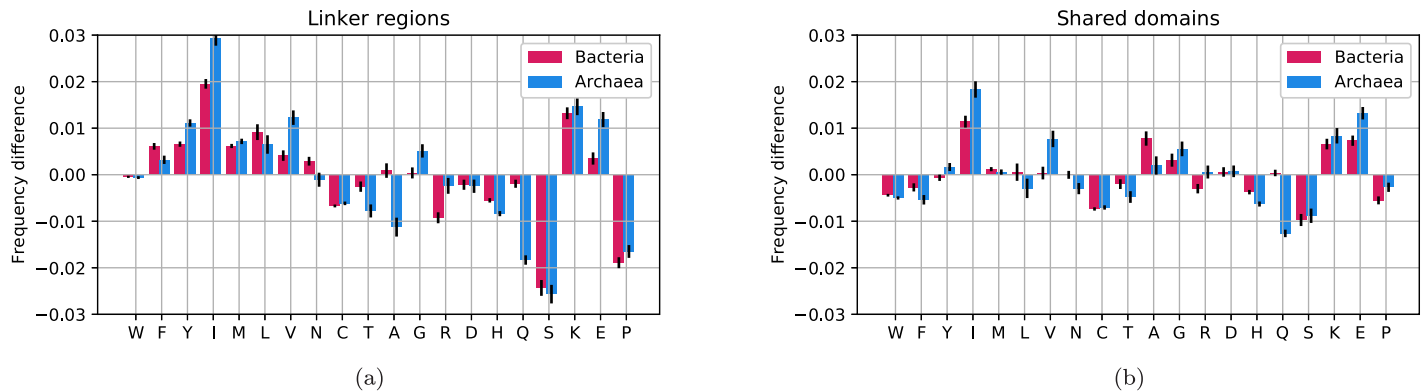 Linker regions
Frequency difference
0.03
0.02
0.01
0.00
−0.01
−0.02
−0.03
Bacteria
Archaea
W F Y I M L V N C T A G R D H Q S K E P
(a)
Shared domains
Frequency difference
0.03
0.02
0.01
0.00
−0.01
−0.02
−0.03
Bacteria
Archaea
W F Y I M L V N C T A G R D H Q S K E P
(b)